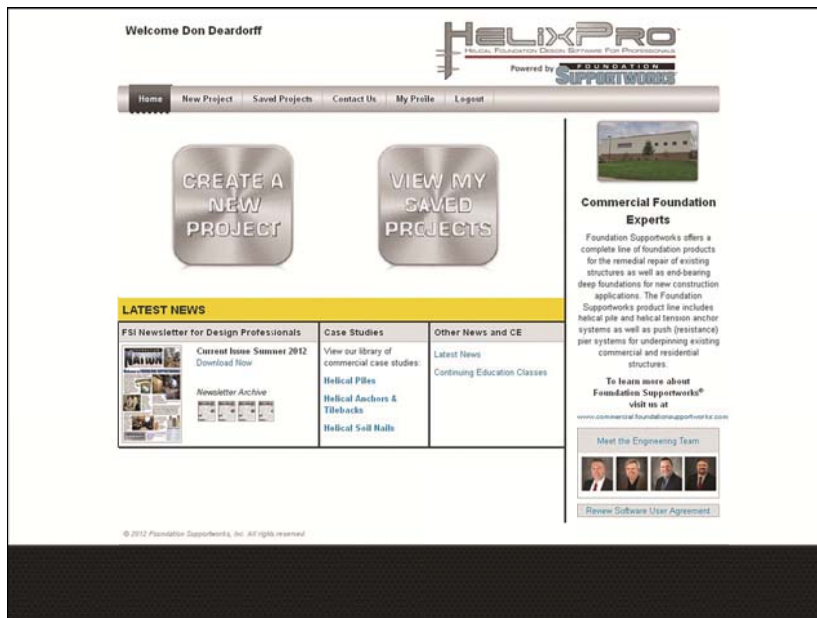 Welcome Don Deardorff
HELIXPRO
HELICAL FOUNDATION DESIGN SOFTWARE FOR PROFESSIONALS
Powered by FOUNDATION SUPPORTWORKS
Home New Project Saved Projects Contact Us My Profile Logout
CREATE A
NEW
PROJECT
VIEW MY
SAVED
PROJECTS
LATEST NEWS
FSI Newsletter for Design Professionals
Current Issue Summer 2012
Download Now
NATION
Newsletter Archive
Case Studies
View our library of
commercial case studies:
Helical Piles
Helical Anchors &
Tiebacks
Helical Soil Nails
Other News and CE
Latest News
Continuing Education Classes
Commercial Foundation
Experts
Foundation Supportworks offers a
complete line of foundation products
for the remedial repair of existing
structures as well as end-bearing
deep foundations for new construction
applications. The Foundation
Supportworks product line includes
helical pile and helical tension anchor
systems as well as push (resistance)
pier systems for underpinning existing
commercial and residential
structures.
To learn more about
Foundation Supportworks®
visit us at
www.commercial.foundationsupportworks.com
Meet the Engineering Team
Review Software User Agreement
© 2012 Foundation Supportworks, Inc. All rights reserved